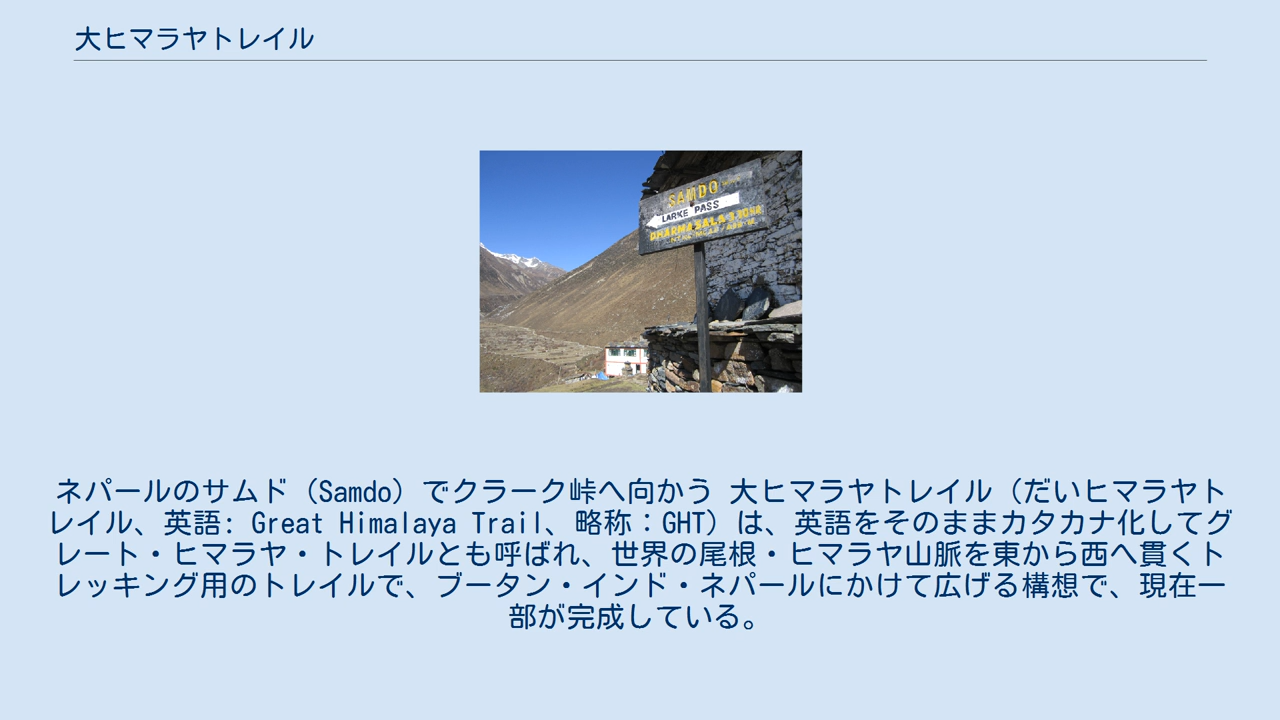 大ヒマラヤトレイル
SAMDO
LARKE PASS
DHARMASALA
ネパールのサムド（Samdo）でクラーク峠へ向かう 大ヒマラヤトレイル（だいヒマラヤト
レイル、英語: Great Himalaya Trail、略称：GHT）は、英語をそのままカタカナ化してグ
レート・ヒマラヤ・トレイルとも呼ばれ、世界の尾根・ヒマラヤ山脈を東から西へ貫くト
レッキング用のトレイルで、ブータン・インド・ネパールにかけて広げる構想で、現在一
部が完成している。